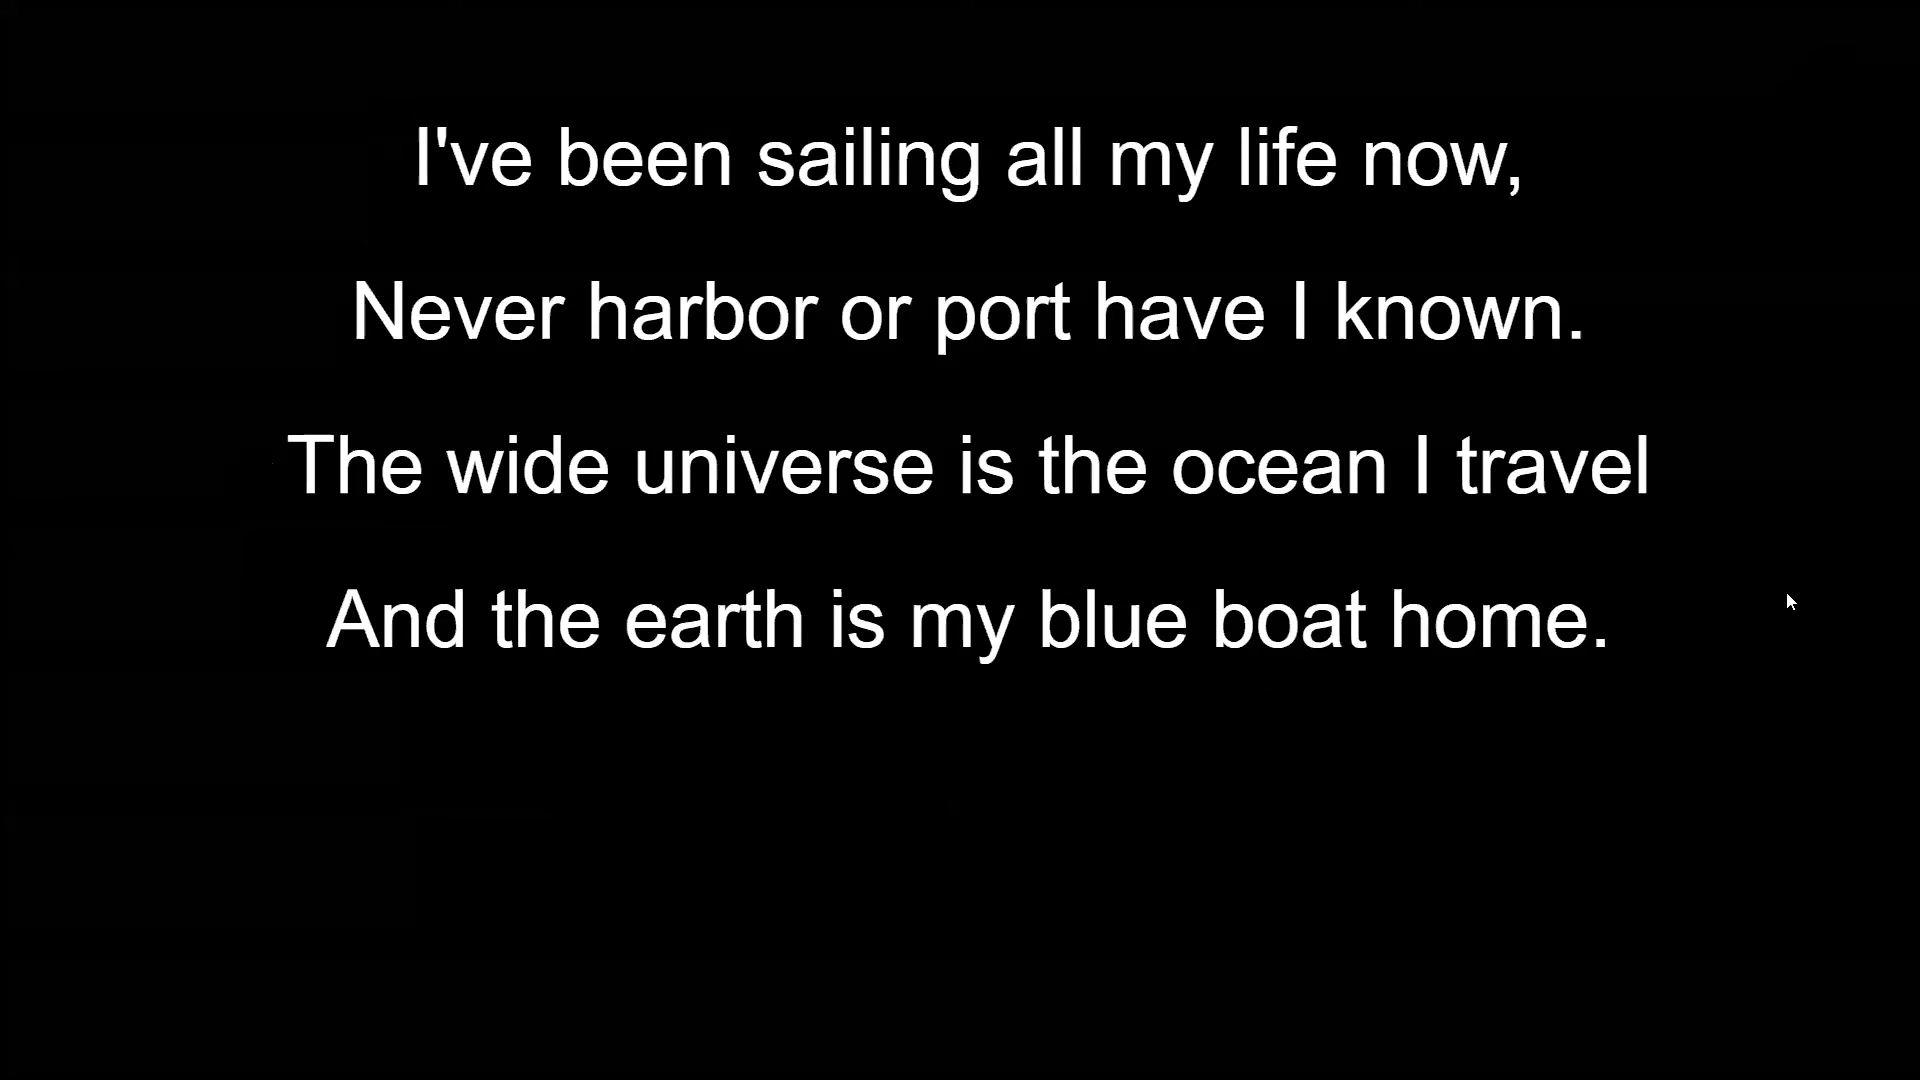 I've been sailing all my life now,
Never harbor or port have I known.
The wide universe is the ocean I travel
And the earth is my blue boat home.